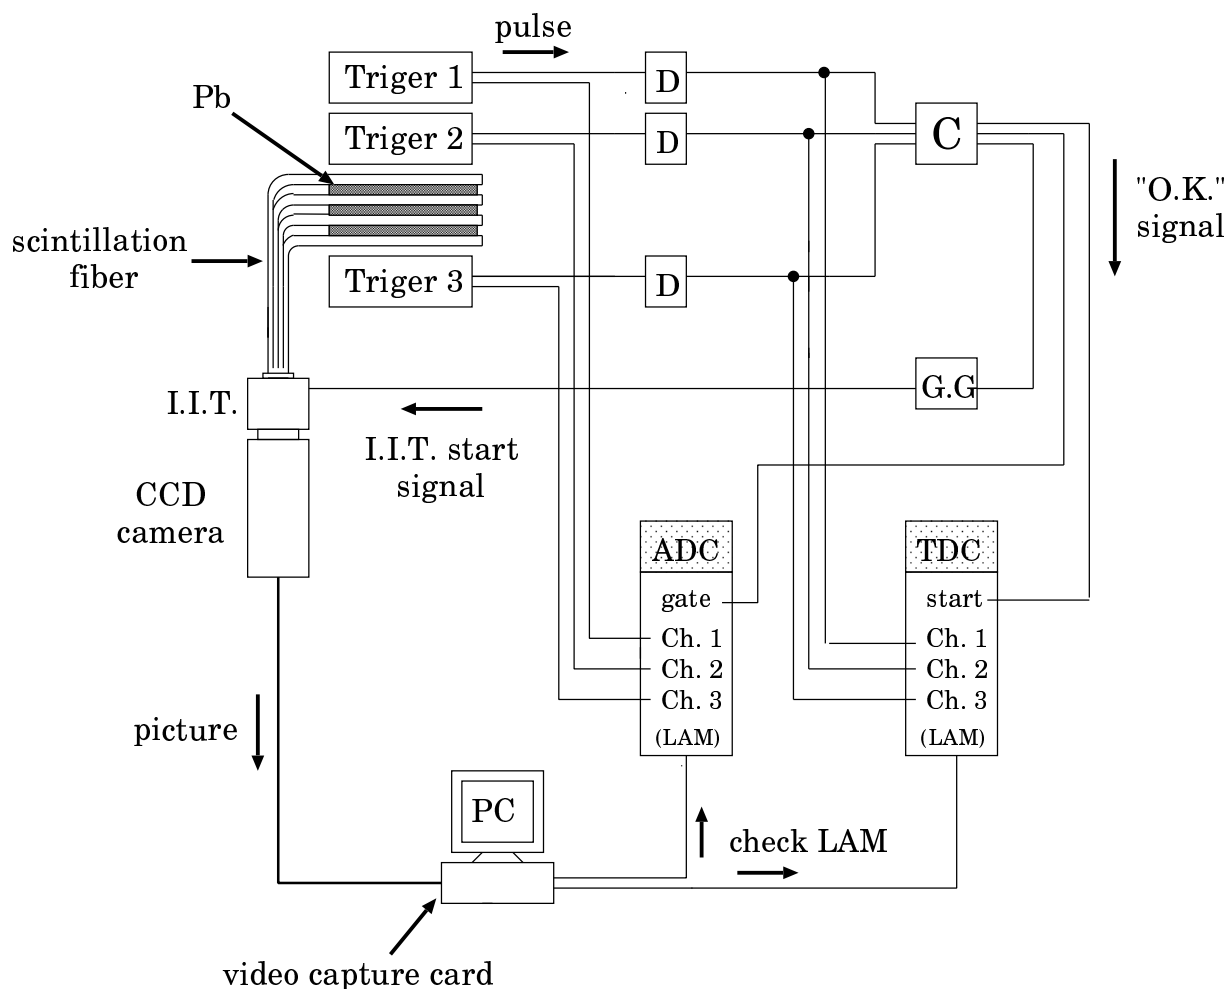 pulse
Triger 1
D
Pb
Triger 2
D
C
"O.K."
signal
scintillation
fiber
Triger 3
D
I.I.T.
G.G
I.I.T. start
signal
CCD
camera
ADC
TDC
gate
start
Ch. 1
Ch. 1
Ch. 2
Ch. 2
Ch. 3
Ch. 3
(LAM)
(LAM)
picture
PC
check LAM
video capture card